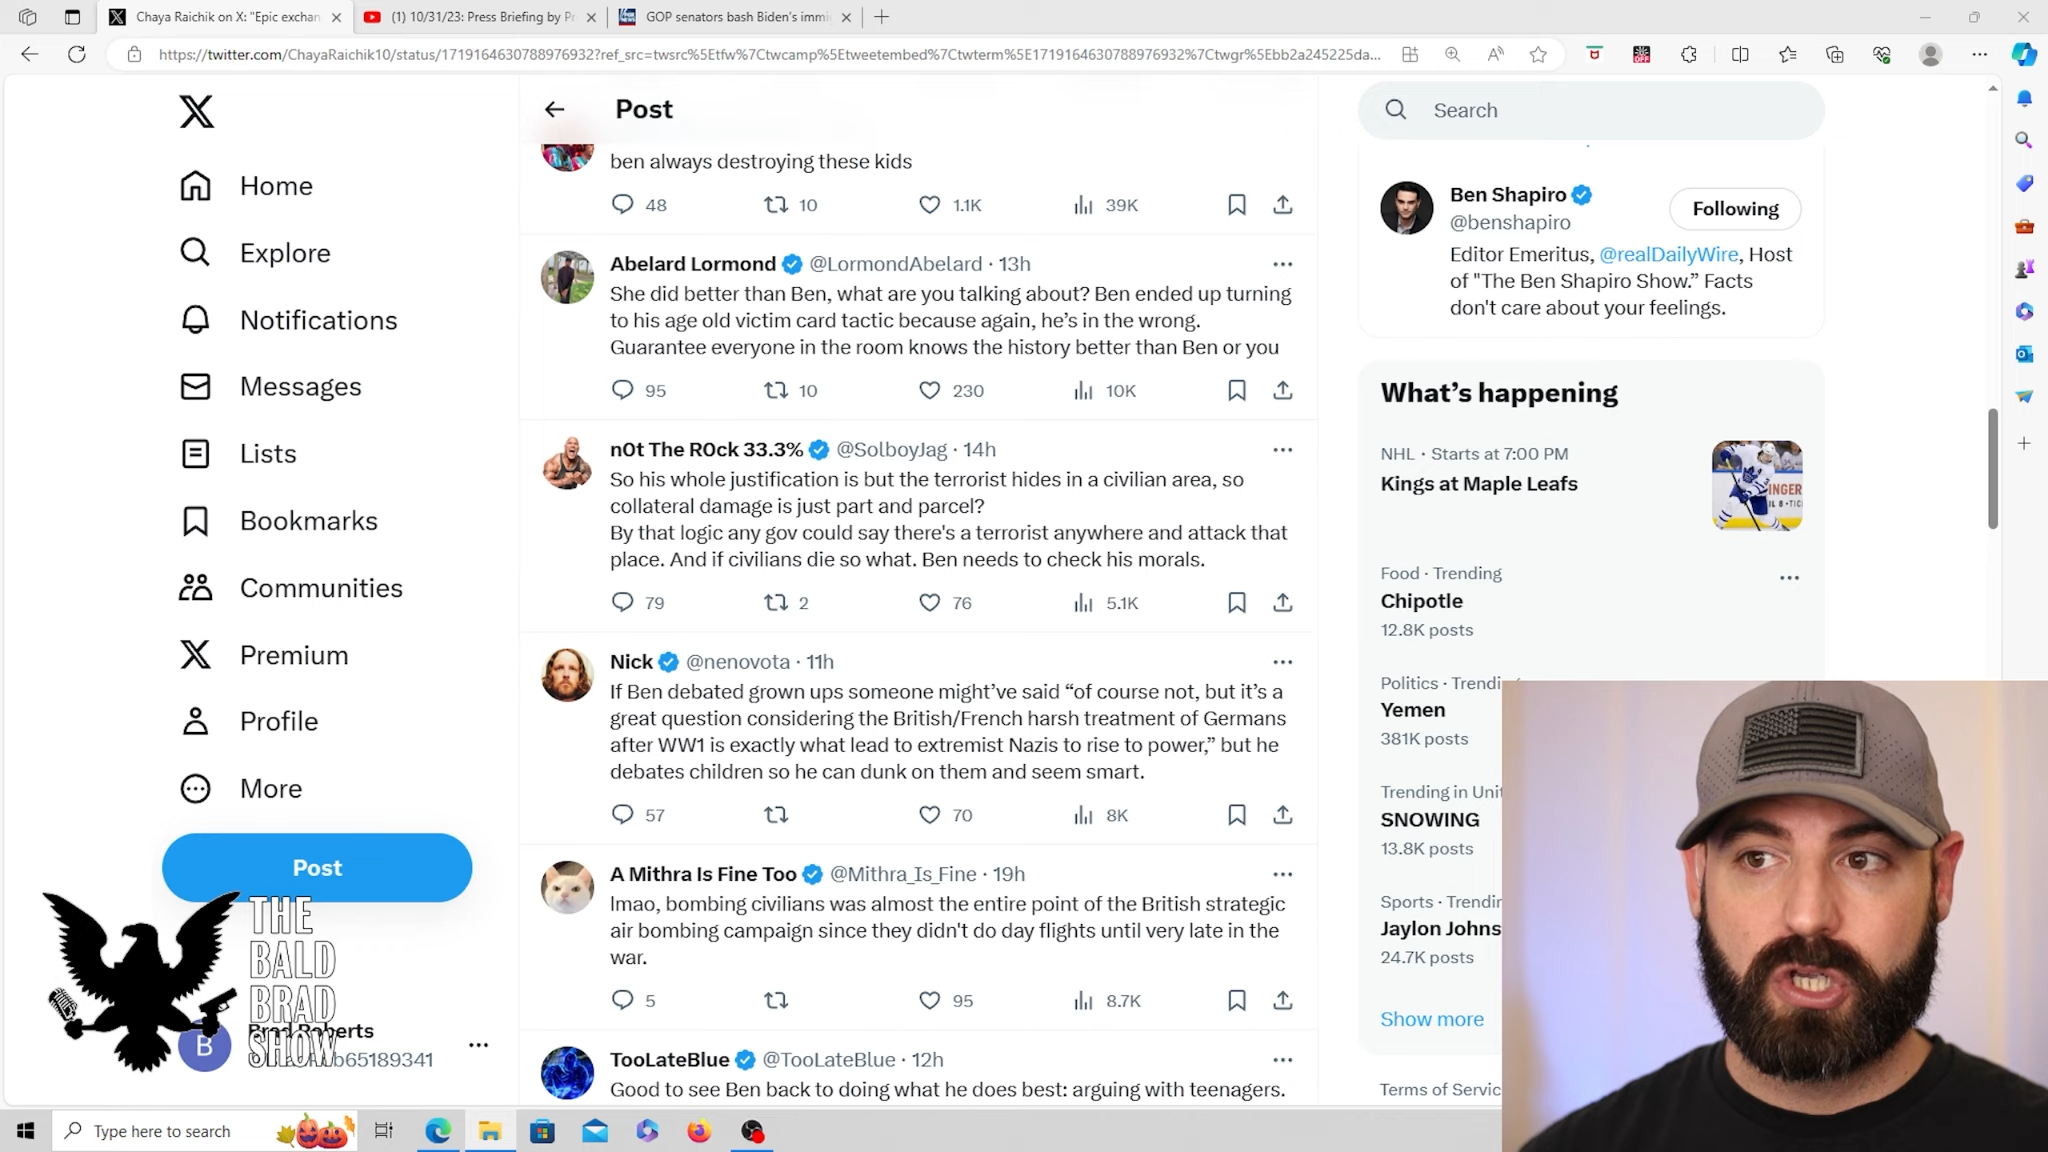 Chaya Raichik on X: "Epic exchan
(1) 10/31/23: Press Briefing by Pr
GOP senators bash Biden's immi
https://twitter.com/ChayaRaichik10/status/1719164630788976932?ref_src=twsrc%5Etfw%7Ctwcamp%5Etweetembed%7Ctwterm%5E1719164630788976932%7Ctwgr%5Ebb2a245225da...
Home
Explore
Notifications
Messages
Lists
Bookmarks
Communities
Premium
Profile
More
Post
THE
BALD
BRAD
SHOW
Brad Roberts
b65189341
B
Post
ben always destroying these kids
48 10 1.1K 39K
Abelard Lormond @LormondAbelard · 13h
She did better than Ben, what are you talking about? Ben ended up turning
to his age old victim card tactic because again, he's in the wrong.
Guarantee everyone in the room knows the history better than Ben or you
95 10 230 10K
n0t The R0ck 33.3% @SolboyJag · 14h
So his whole justification is but the terrorist hides in a civilian area, so
collateral damage is just part and parcel?
By that logic any gov could say there's a terrorist anywhere and attack that
place. And if civilians die so what. Ben needs to check his morals.
79 2 76 5.1K
Nick @nenovota · 11h
If Ben debated grown ups someone might've said “of course not, but it's a
great question considering the British/French harsh treatment of Germans
after WW1 is exactly what lead to extremist Nazis to rise to power,” but he
debates children so he can dunk on them and seem smart.
57 70 8K
A Mithra Is Fine Too @Mithra_Is_Fine · 19h
lmao, bombing civilians was almost the entire point of the British strategic
air bombing campaign since they didn't do day flights until very late in the
war.
5 95 8.7K
TooLateBlue @TooLateBlue · 12h
Good to see Ben back to doing what he does best: arguing with teenagers.
Search
Ben Shapiro
@benshapiro
Following
Editor Emeritus, @realDailyWire, Host
of "The Ben Shapiro Show.” Facts
don't care about your feelings.
What's happening
NHL · Starts at 7:00 PM
Kings at Maple Leafs
Food · Trending
Chipotle
12.8K posts
Politics · Trendi
Yemen
381K posts
Trending in Unit
SNOWING
13.8K posts
Sports · Trendin
Jaylon Johns
24.7K posts
Show more
Terms of Servic
Type here to search